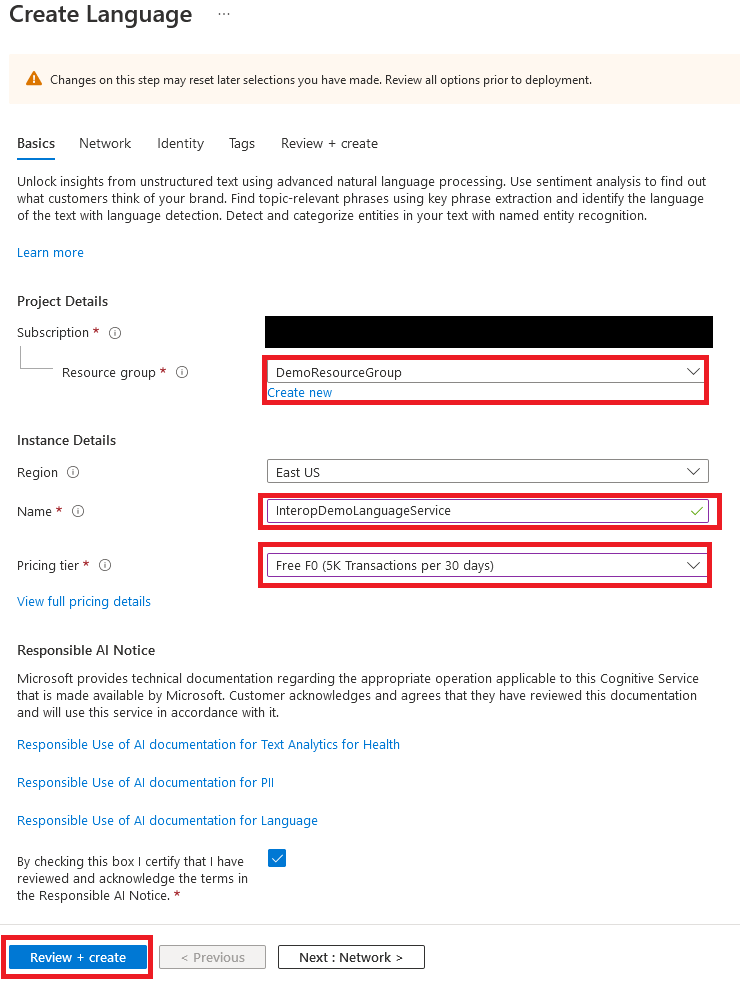 Create Language ...
Changes on this step may reset later selections you have made. Review all options prior to deployment.
Basics Network Identity Tags Review + create
Unlock insights from unstructured text using advanced natural language processing. Use sentiment analysis to find out
what customers think of your brand. Find topic-relevant phrases using key phrase extraction and identify the language
of the text with language detection. Detect and categorize entities in your text with named entity recognition.
Learn more
Project Details
Subscription *
Resource group * DemoResourceGroup
Create new
Instance Details
Region East US
Name * InteropDemoLanguageService
Pricing tier * Free F0 (5K Transactions per 30 days)
View full pricing details
Responsible AI Notice
Microsoft provides technical documentation regarding the appropriate operation applicable to this Cognitive Service
that is made available by Microsoft. Customer acknowledges and agrees that they have reviewed this documentation
and will use this service in accordance with it.
Responsible Use of AI documentation for Text Analytics for Health
Responsible Use of AI documentation for PII
Responsible Use of AI documentation for Language
By checking this box I certify that I have
reviewed and acknowledge the terms in
the Responsible AI Notice. *
Review + create < Previous Next : Network >